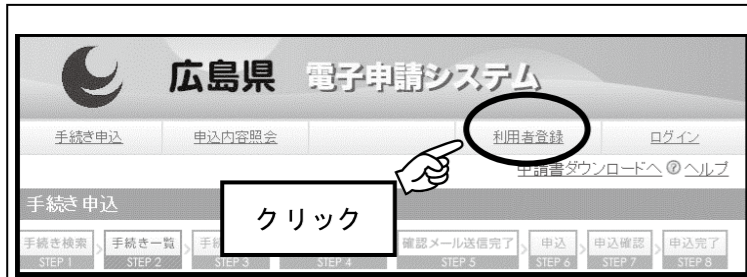 広島県 電子申請システム
手続き申込 申込内容照会 利用者登録 ログイン
申請書ダウンロードへ ? ヘルプ
手続き申込
クリック
手続き検索 手続き一覧 手続 確認メール送信完了 申込 申込確認 申込完了
STEP 1 STEP 2 STEP 3 STEP 4 STEP 5 STEP 6 STEP 7 STEP 8